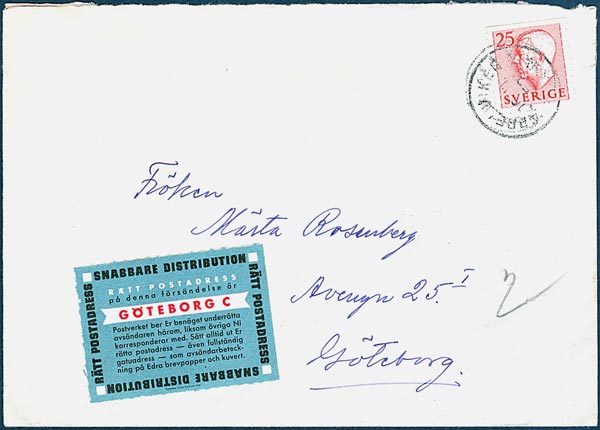 25
SVERIGE
Fröken
Märta Rosenberg
Avenyn 25. I
Göteborg.
2
SNABBARE DISTRIBUTION
RÄTT POSTADRESS
RÄTT POSTADRESS
på denna försändelse är
GÖTEBORG C
Postverket ber Er benäget underrätta
avsändaren härom, liksom övriga Ni
korresponderar med. Sätt alltid ut Er
rätta postadress — även fullständig
gatuadress — som avsändarbeteck-
ning på Edra brevpapper och kuvert.
RÄTT POSTADRESS
SNABBARE DISTRIBUTION